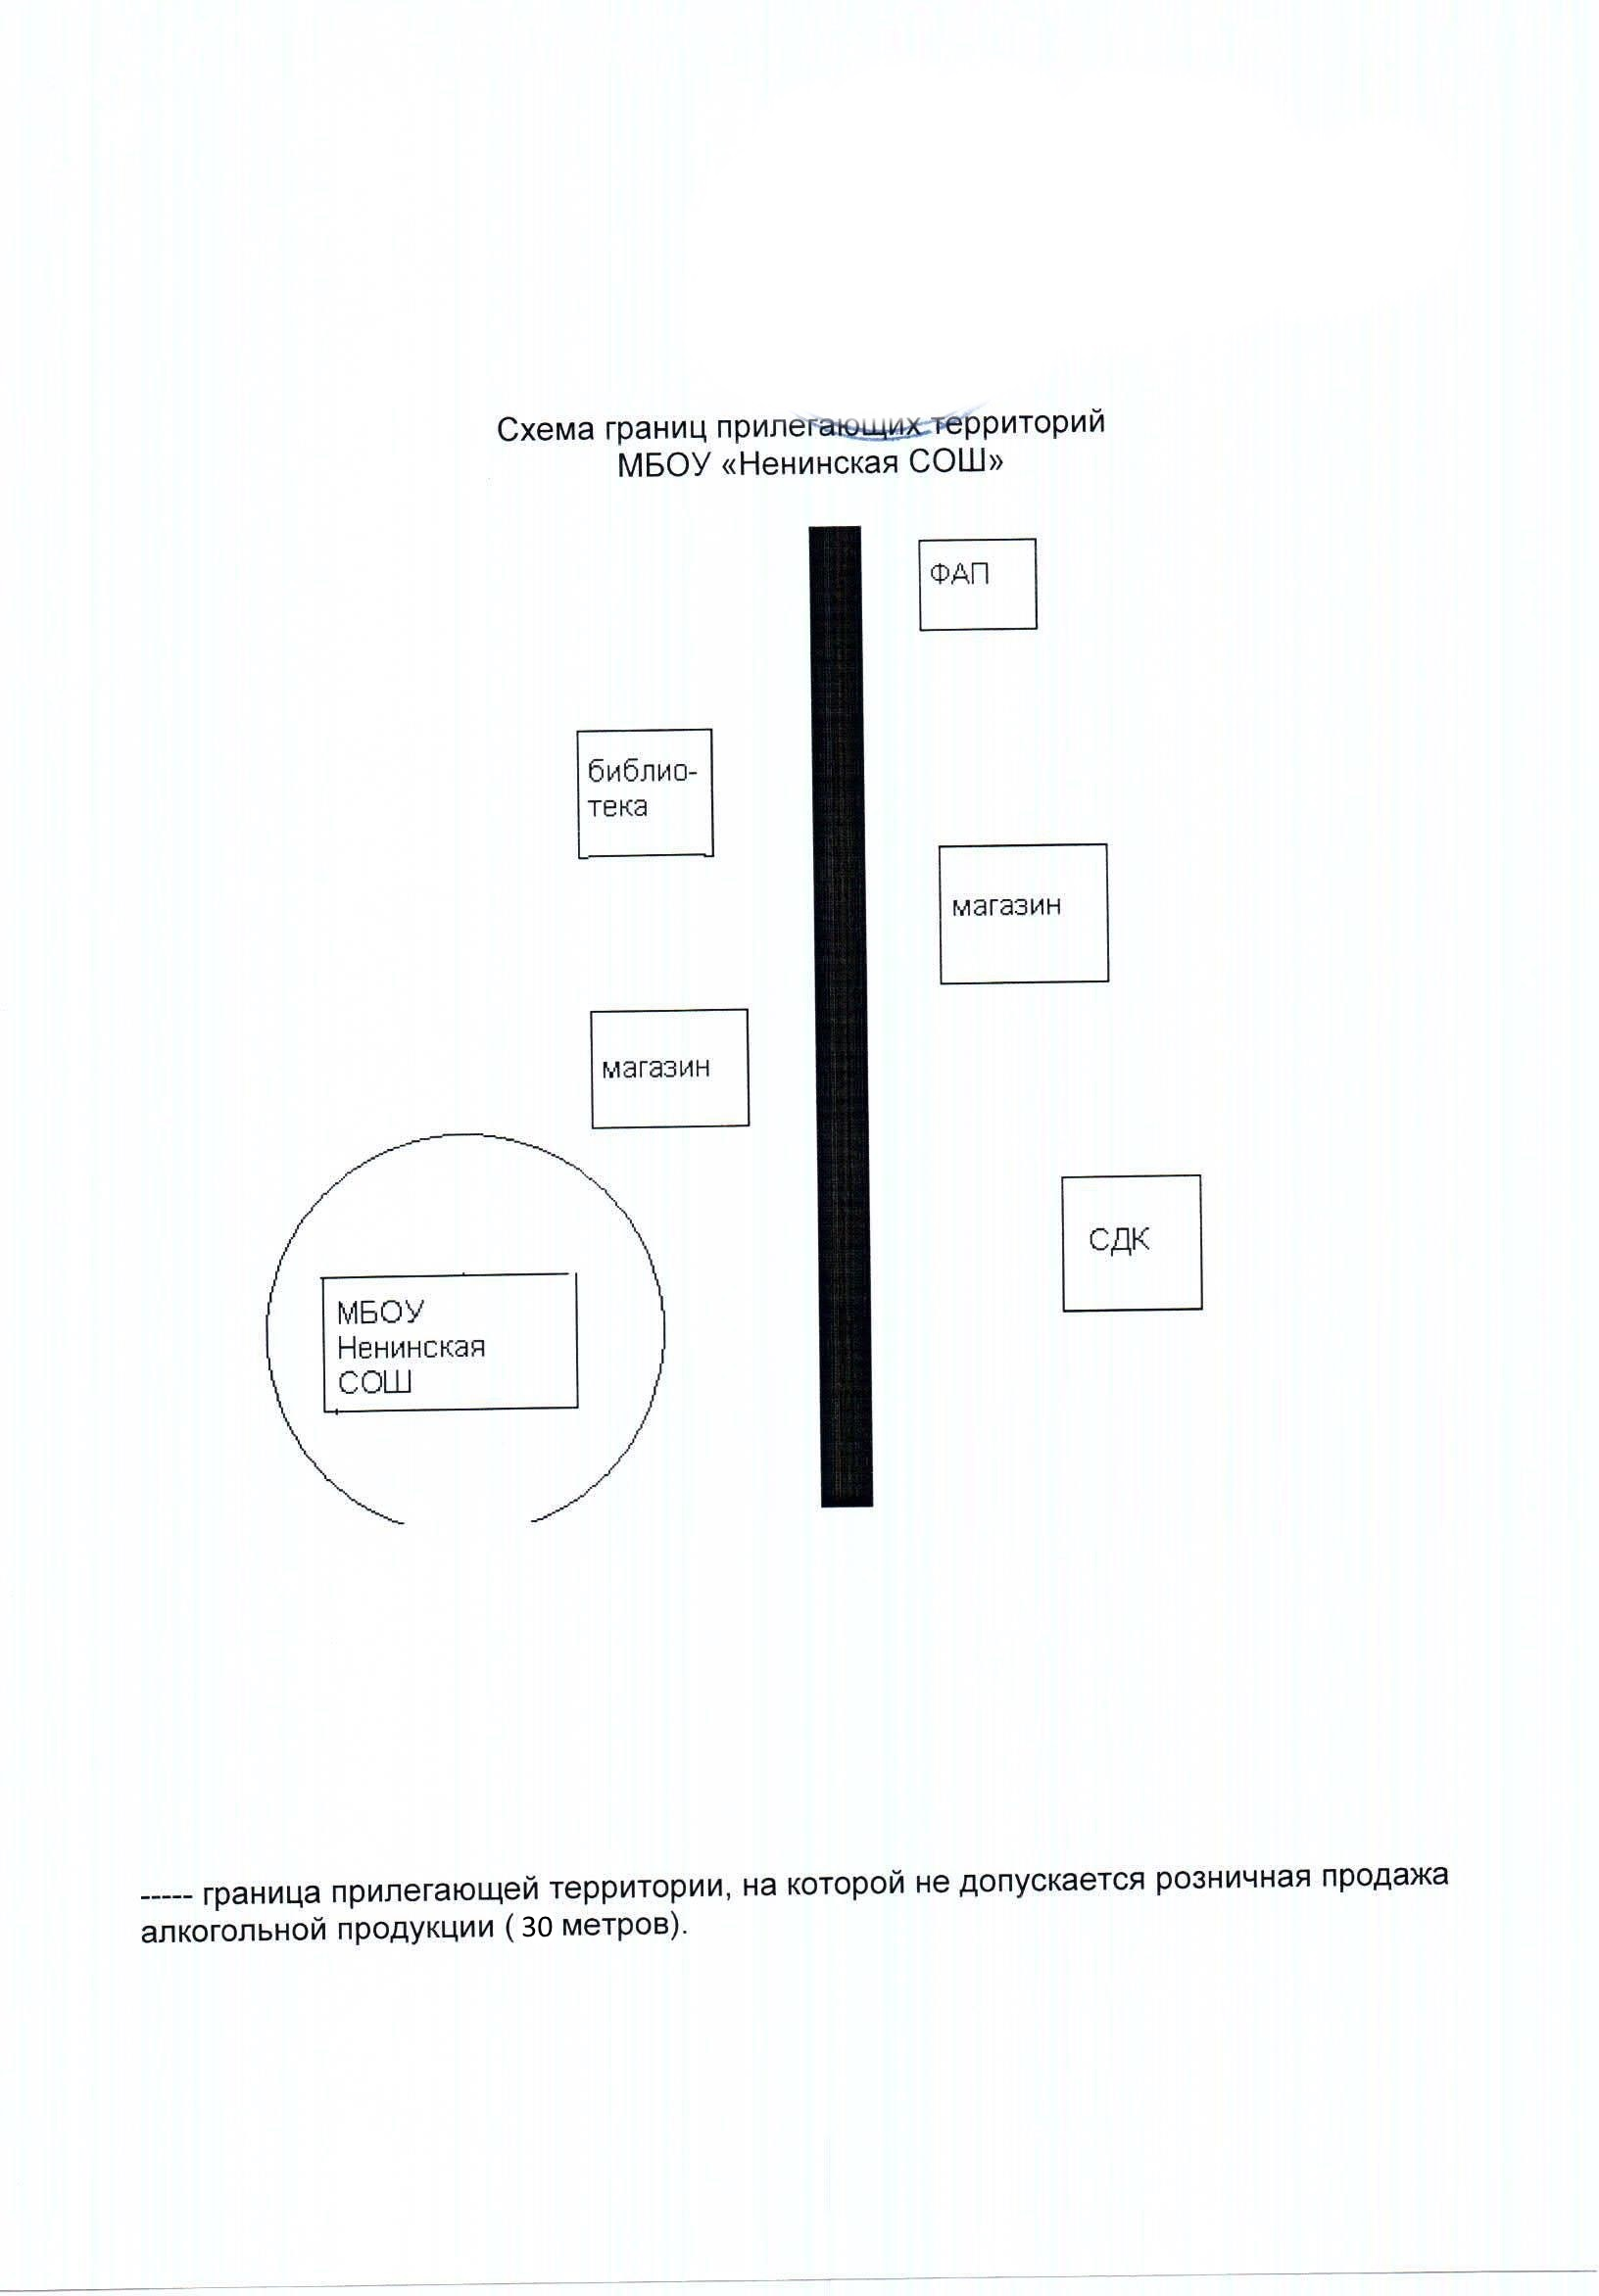 Схема границ прилегающих территорий
МБОУ «Ненинская СОШ»
ФАП
библио-
тека
магазин
магазин
СДК
МБОУ
Ненинская
СОШ
----- граница прилегающей территории, на которой не допускается розничная продажа
алкогольной продукции ( 30 метров).